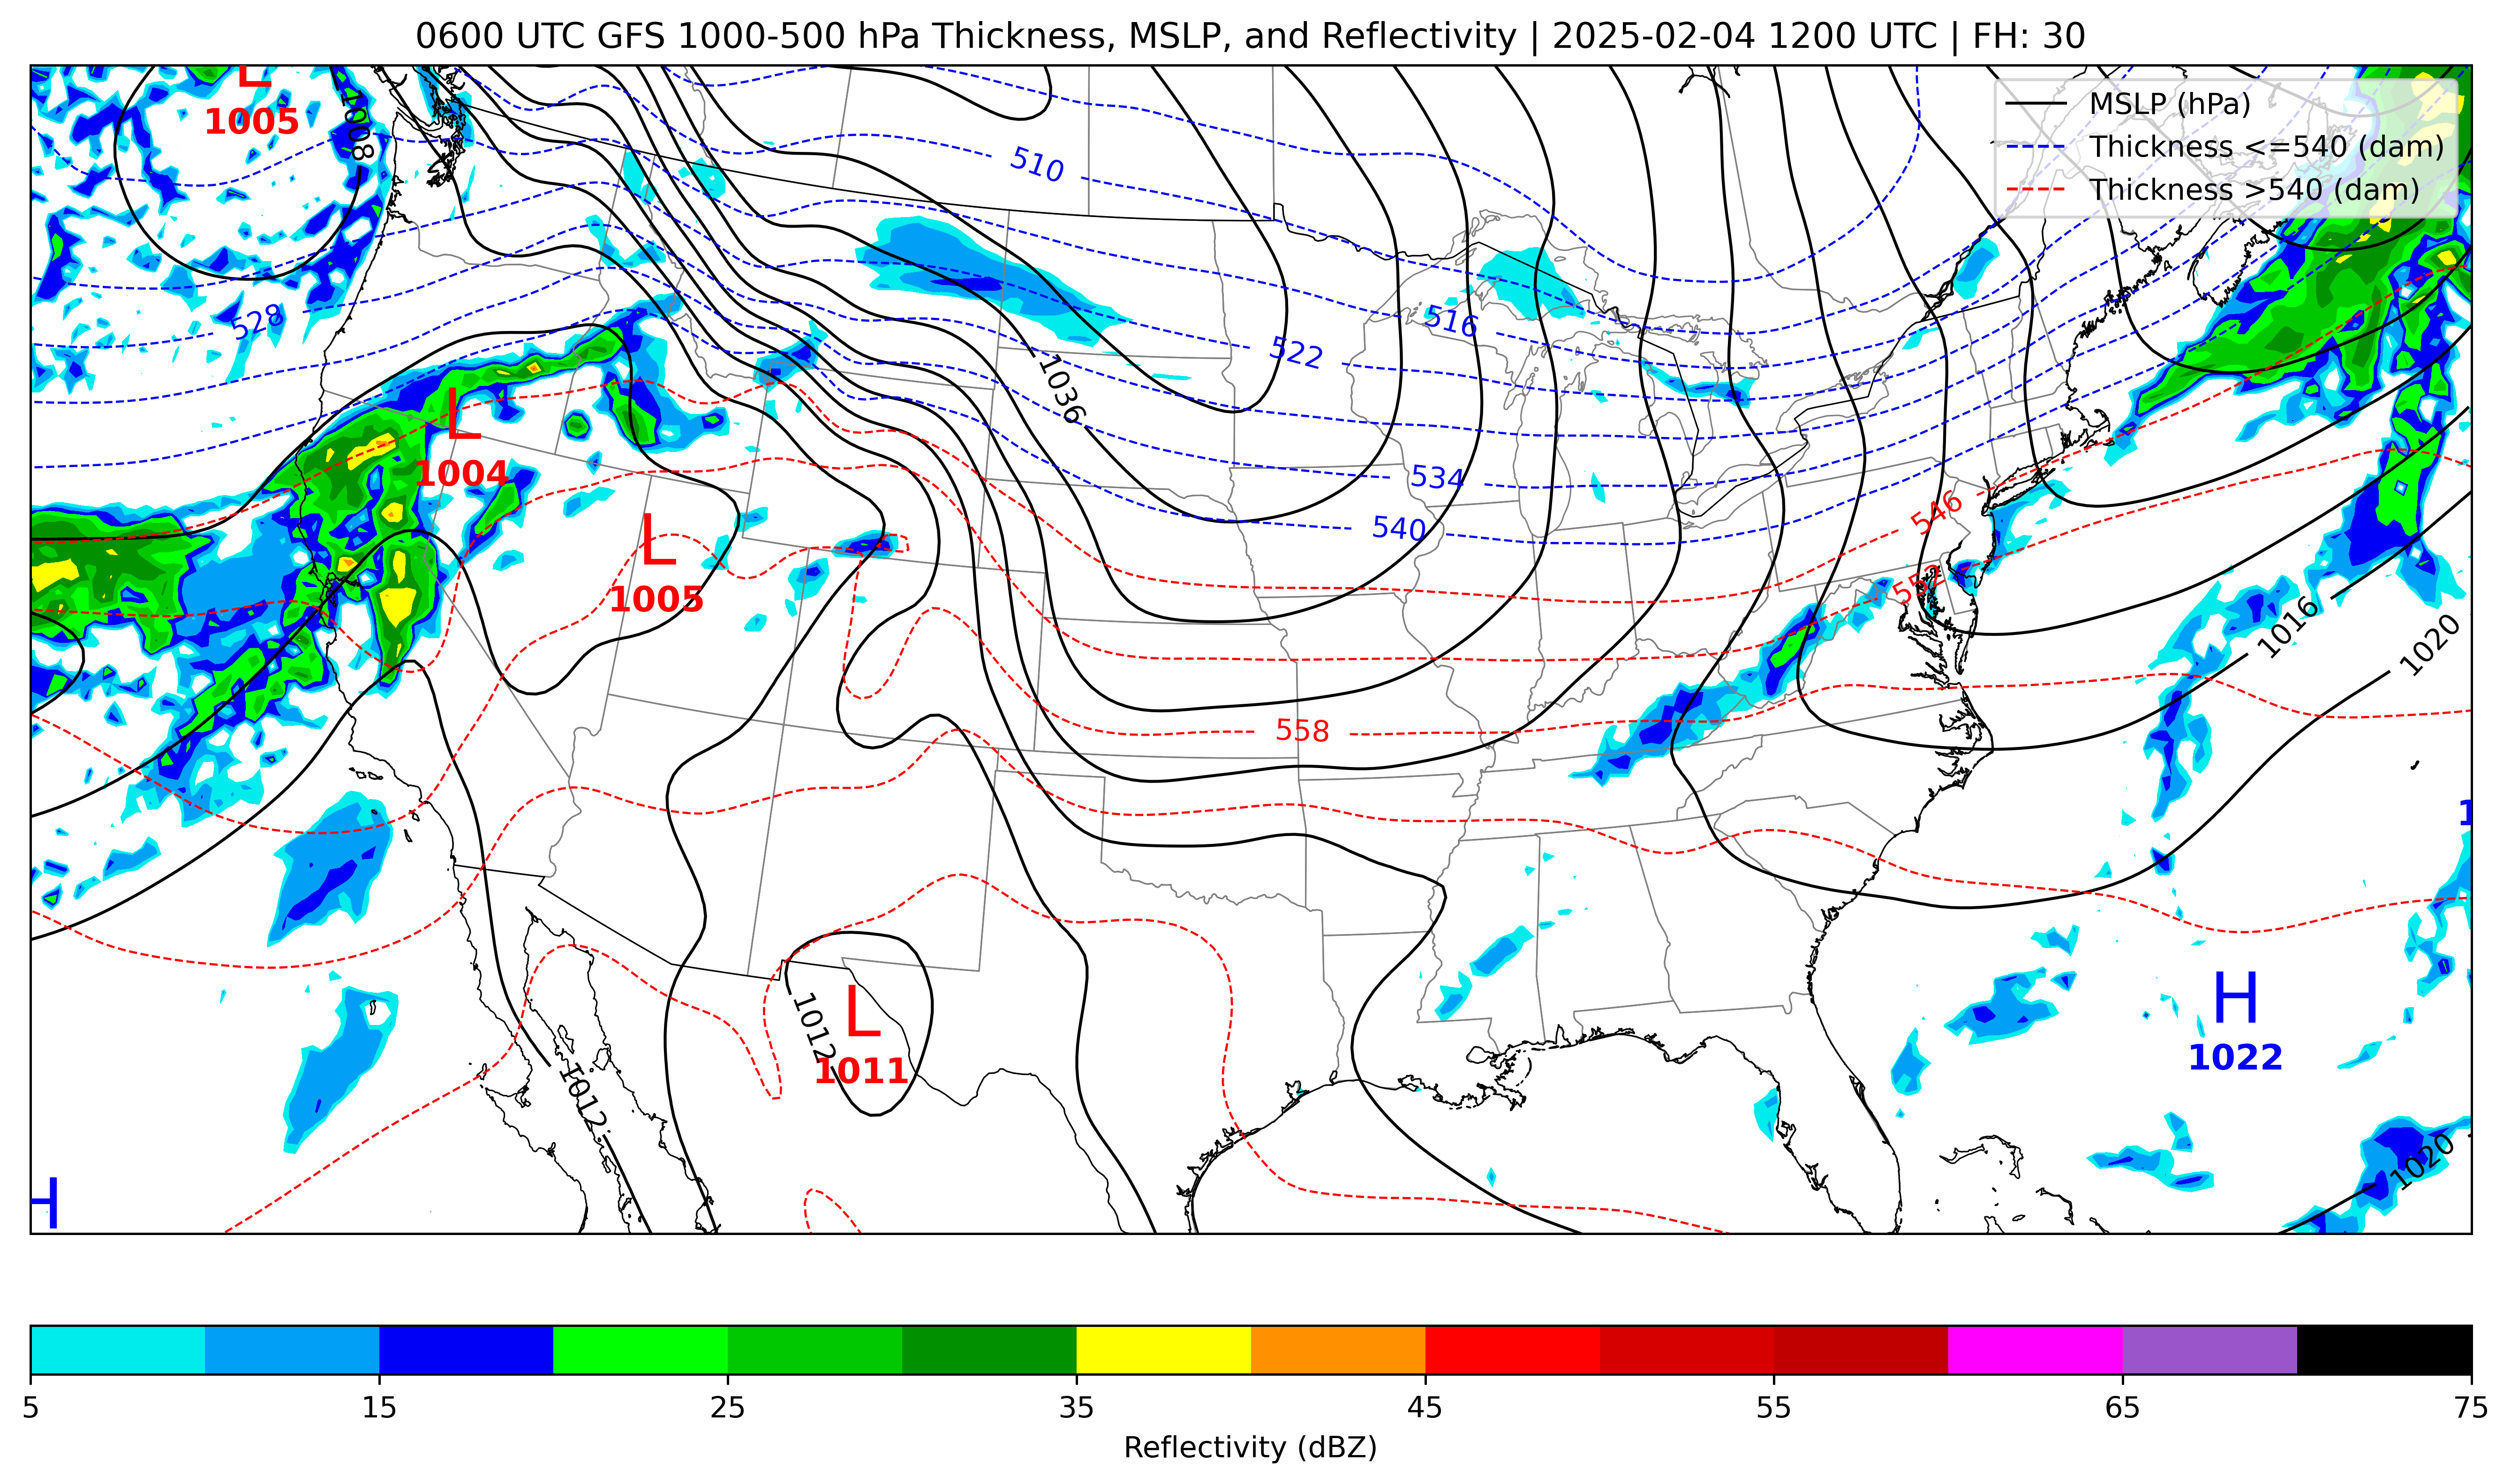 0600 UTC GFS 1000-500 hPa Thickness, MSLP, and Reflectivity | 2025-02-04 1200 UTC | FH: 30
L
1005
1008
MSLP (hPa)
Thickness <=540 (dam)
Thickness >540 (dam)
510
528
516
522
1036
L
1004
534
540
546
L
1005
552
1016
1020
558
L
1011
1012
1012
H
1022
1020
H
5 15 25 35 45 55 65 75
Reflectivity (dBZ)